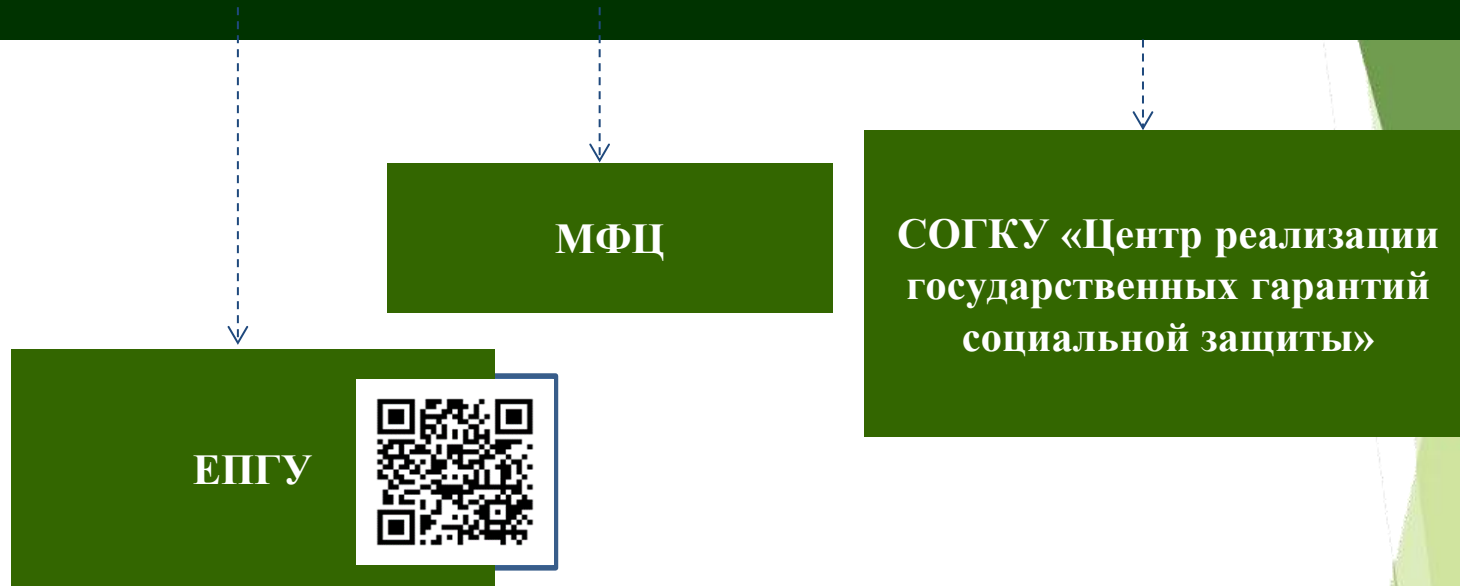 МФЦ
СОГКУ «Центр реализации
государственных гарантий
социальной защиты»
ЕПГУ